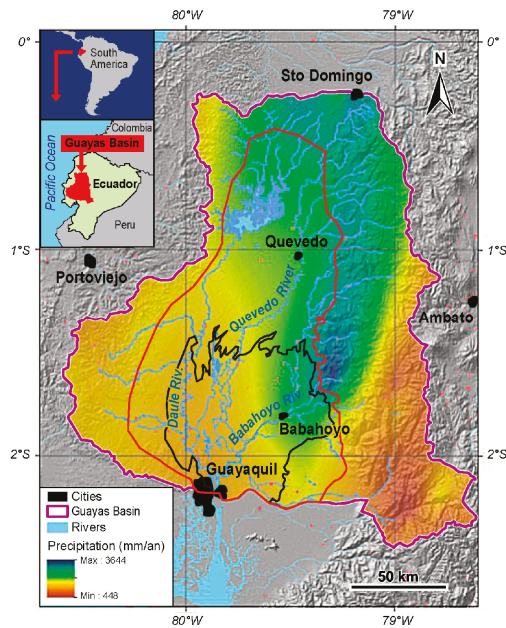 80°W
79°W
0°
South
America
Sto Domingo
N
Colombia
Guayas Basin
Pacific Ocean
Ecuador
Peru
1°S
1°S
Quevedo
Portoviejo
Quevedo River
Ambato
Daule Riv.
Babahoyo Riv.
Babahoyo
2°S
2°S
Guayaquil
Cities
Guayas Basin
Rivers
Precipitation (mm/an)
Max : 3644
Min : 448
50 km
80°W
79°W